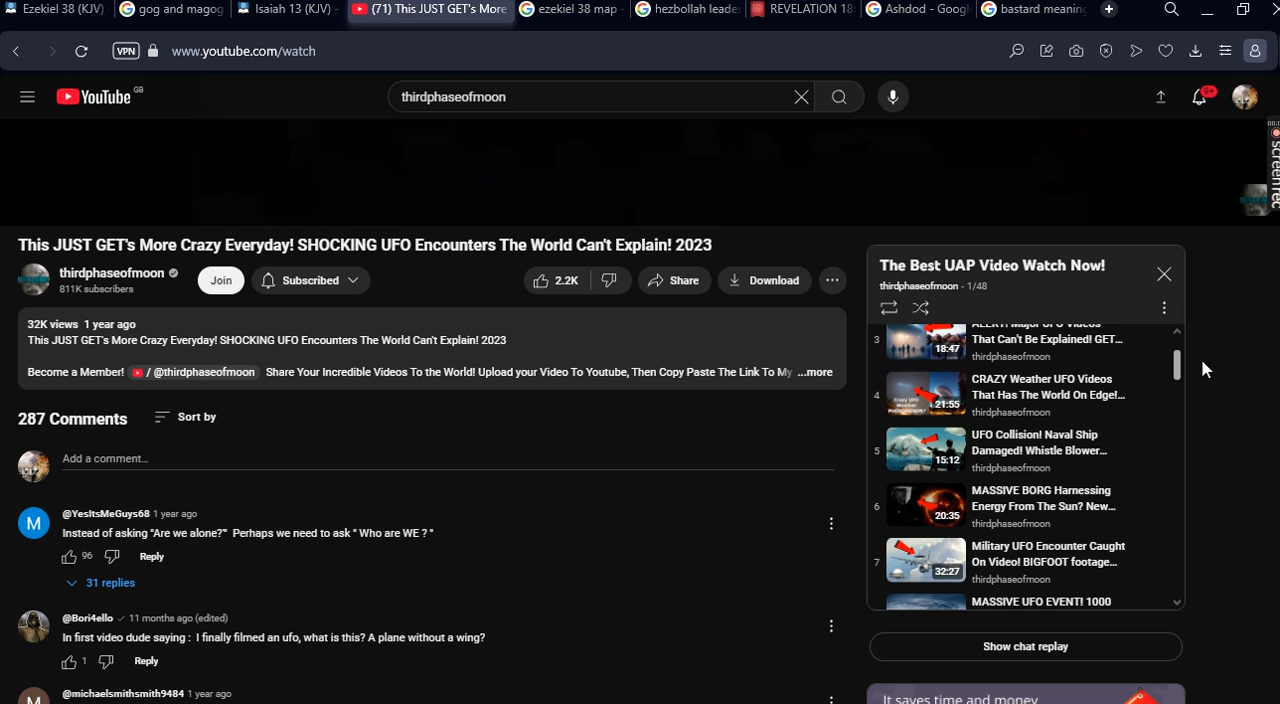 Ezekiel 38 (KJV)
gog and magog
Isaiah 13 (KJV) -
(71) This JUST GET's More
ezekiel 38 map -
hezbollah leade
REVELATION 18:
Ashdod - Googl
bastard meanin
VPN
www.youtube.com/watch
YouTube GB
thirdphaseofmoon
9+
screenrec
This JUST GET's More Crazy Everyday! SHOCKING UFO Encounters The World Can't Explain! 2023
thirdphaseofmoon
811K subscribers
Join
Subscribed
2.2K
Share
Download
32K views 1 year ago
This JUST GET's More Crazy Everyday! SHOCKING UFO Encounters The World Can't Explain! 2023
Become a Member! / @thirdphaseofmoon Share Your Incredible Videos To the World! Upload your Video To Youtube, Then Copy Paste The Link To My ...more
287 Comments
Sort by
Add a comment...
M
@YesItsMeGuys68 1 year ago
Instead of asking "Are we alone?" Perhaps we need to ask " Who are WE ? "
96
Reply
31 replies
@Bori4ello 11 months ago (edited)
In first video dude saying : I finally filmed an ufo, what is this? A plane without a wing?
1
Reply
M
@michaelsmithsmith9484 1 year ago
The Best UAP Video Watch Now!
thirdphaseofmoon - 1/48
3
18:47
ALERT! Major UFO Videos
That Can't Be Explained! GET...
thirdphaseofmoon
4
21:55
CRAZY Weather UFO Videos
That Has The World On Edge!...
thirdphaseofmoon
5
15:12
UFO Collision! Naval Ship
Damaged! Whistle Blower...
thirdphaseofmoon
6
20:35
MASSIVE BORG Harnessing
Energy From The Sun? New...
thirdphaseofmoon
7
32:27
Military UFO Encounter Caught
On Video! BIGFOOT footage...
thirdphaseofmoon
MASSIVE UFO EVENT! 1000
Show chat replay
It saves time and money